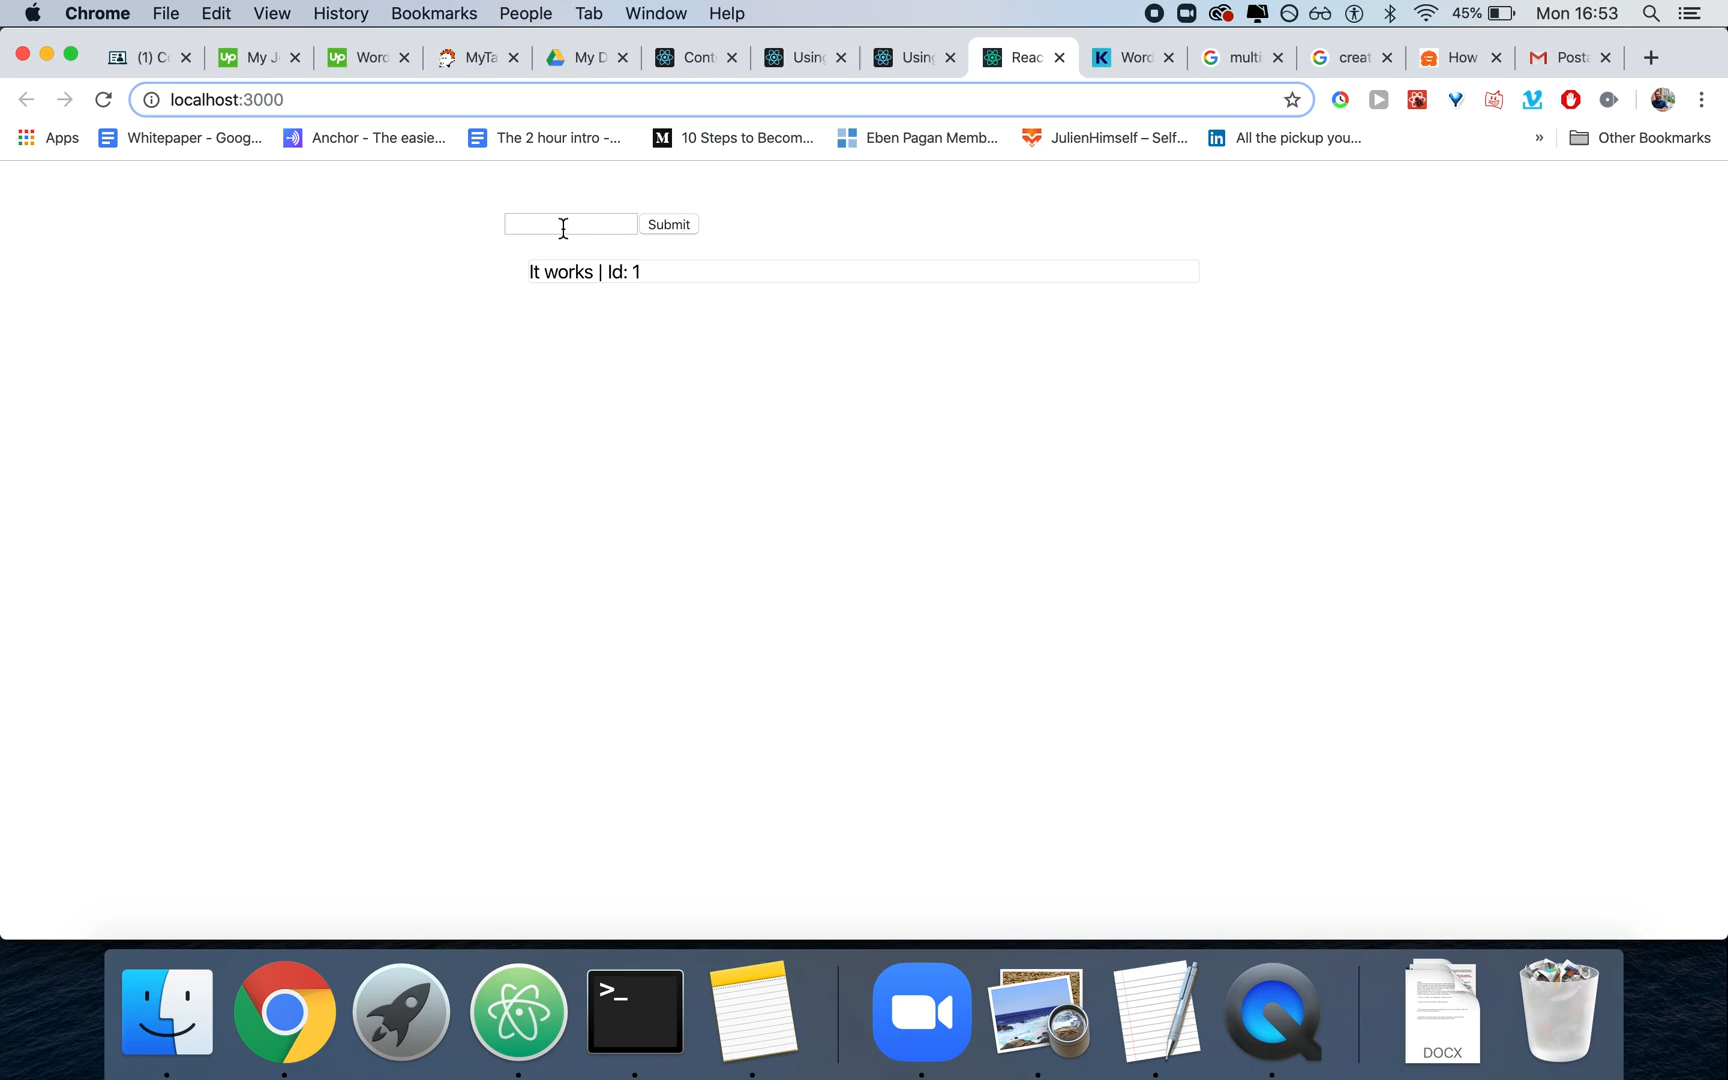 Chrome File Edit View History Bookmarks People Tab Window Help 45% Mon 16:53
(1) C My J Word MyTa My D Cont Using Using Reac Word multi creat How Posta
localhost:3000
Apps Whitepaper - Goog... Anchor - The easie... The 2 hour intro -... M 10 Steps to Becom... Eben Pagan Memb... JulienHimself – Self... All the pickup you... » Other Bookmarks
Submit
It works | Id: 1
>_
DOCX